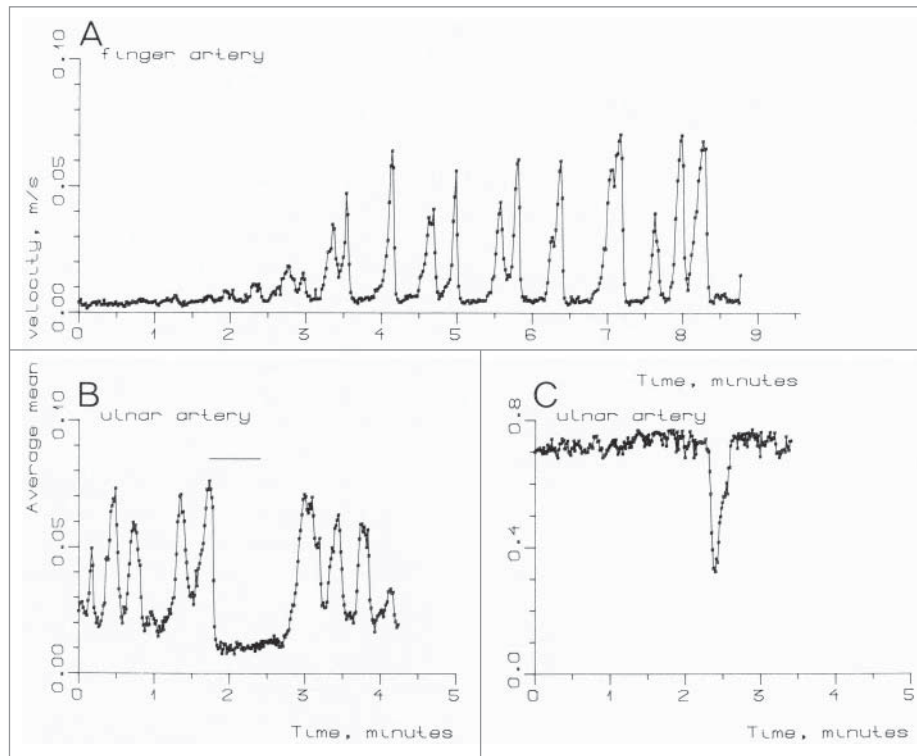 A
finger artery
0.10
0.05
0.00
velocity, m/s
0 1 2 3 4 5 6 7 8 9
Time, minutes
B
ulnar artery
Average mean
0.10
0.05
0.00
0 1 2 3 4 5
Time, minutes
C
ulnar artery
0.8
0.4
0.0
0 1 2 3 4 5
Time, minutes